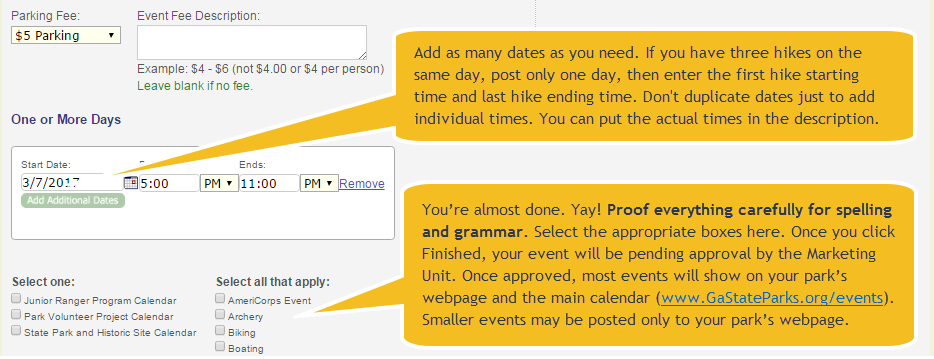 Parking Fee:
Event Fee Description:
$5 Parking
Example: $4 - $6 (not $4.00 or $4 per person)
Leave blank if no fee.
Add as many dates as you need. If you have three hikes on the
same day, post only one day, then enter the first hike starting
time and last hike ending time. Don't duplicate dates just to add
individual times. You can put the actual times in the description.
One or More Days
Start Date:
Ends:
3/7/2017
5:00
PM
11:00
PM
Remove
Add Additional Dates
You’re almost done. Yay! Proof everything carefully for spelling
and grammar. Select the appropriate boxes here. Once you click
Finished, your event will be pending approval by the Marketing
Unit. Once approved, most events will show on your park’s
webpage and the main calendar (www.GaStateParks.org/events).
Smaller events may be posted only to your park’s webpage.
Select one:
Junior Ranger Program Calendar
Park Volunteer Project Calendar
State Park and Historic Site Calendar
Select all that apply:
AmeriCorps Event
Archery
Biking
Boating